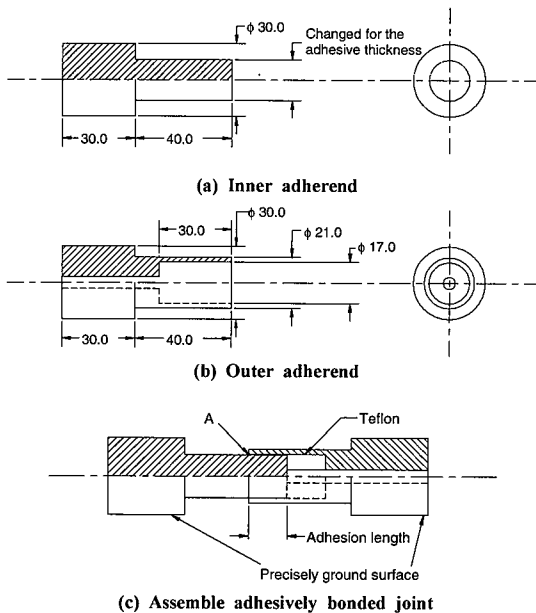 ϕ 30.0
Changed for the
adhesive thickness
30.0
40.0
(a) Inner adherend
30.0
ϕ 30.0
ϕ 21.0
ϕ 17.0
30.0
40.0
(b) Outer adherend
A
Teflon
Adhesion length
Precisely ground surface
(c) Assemble adhesively bonded joint